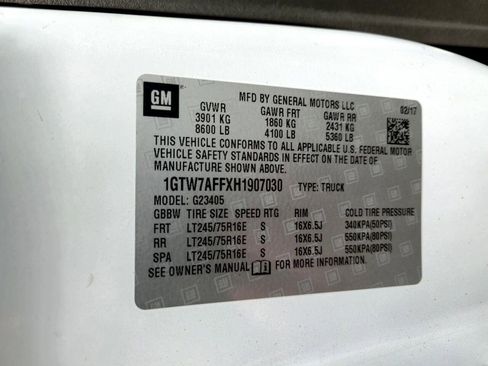 GM
MFD BY GENERAL MOTORS LLC
02/17
GVWR GAWR FRT GAWR RR
3901 KG 1860 KG 2431 KG
8600 LB 4100 LB 5360 LB
THIS VEHICLE CONFORMS TO ALL APPLICABLE U.S. FEDERAL MOTOR
VEHICLE SAFETY STANDARDS IN EFFECT ON THE DATE OF
MANUFACTURE SHOWN ABOVE.
1GTW7AFFXH1907030 TYPE: TRUCK
MODEL: G23405
GBBW TIRE SIZE SPEED RTG RIM COLD TIRE PRESSURE
FRT LT245/75R16E S 16X6.5J 340KPA(50PSI)
RR LT245/75R16E S 16X6.5J 550KPA(80PSI)
SPA LT245/75R16E S 16X6.5J 550KPA(80PSI)
SEE OWNER'S MANUAL FOR MORE INFORMATION.